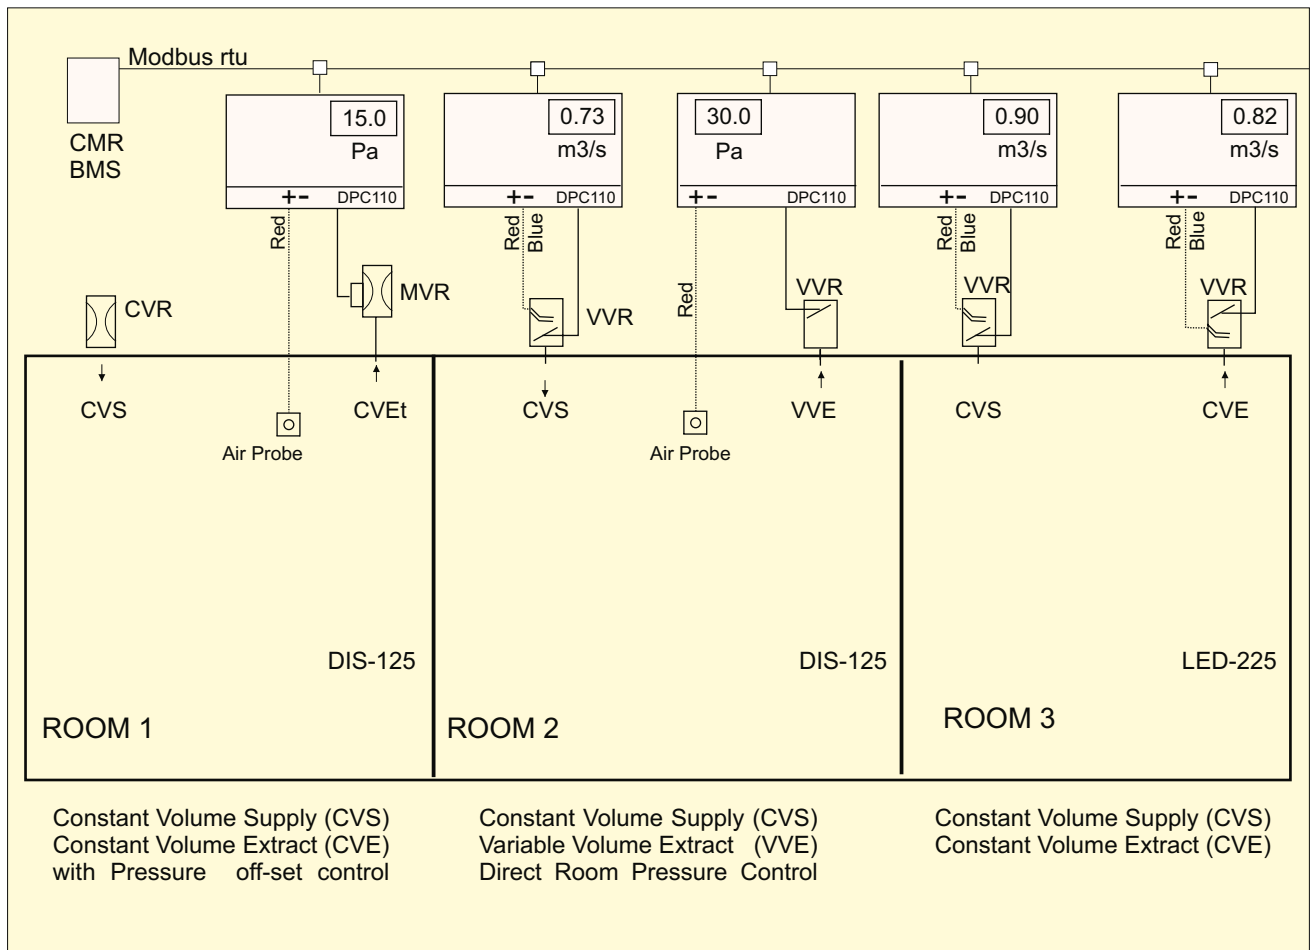 Modbus rtu
CMR
BMS
15.0
Pa
+- DPC110
0.73
m3/s
+- DPC110
30.0
Pa
+- DPC110
0.90
m3/s
+- DPC110
0.82
m3/s
+- DPC110
Red
Red
Blue
Red
Red
Blue
Red
Blue
CVR
MVR
VVR
VVR
VVR
VVR
CVS
CVEt
CVS
VVE
CVS
CVE
Air Probe
Air Probe
DIS-125
DIS-125
LED-225
ROOM 1
ROOM 2
ROOM 3
Constant Volume Supply (CVS)
Constant Volume Extract (CVE)
with Pressure off-set control
Constant Volume Supply (CVS)
Variable Volume Extract (VVE)
Direct Room Pressure Control
Constant Volume Supply (CVS)
Constant Volume Extract (CVE)